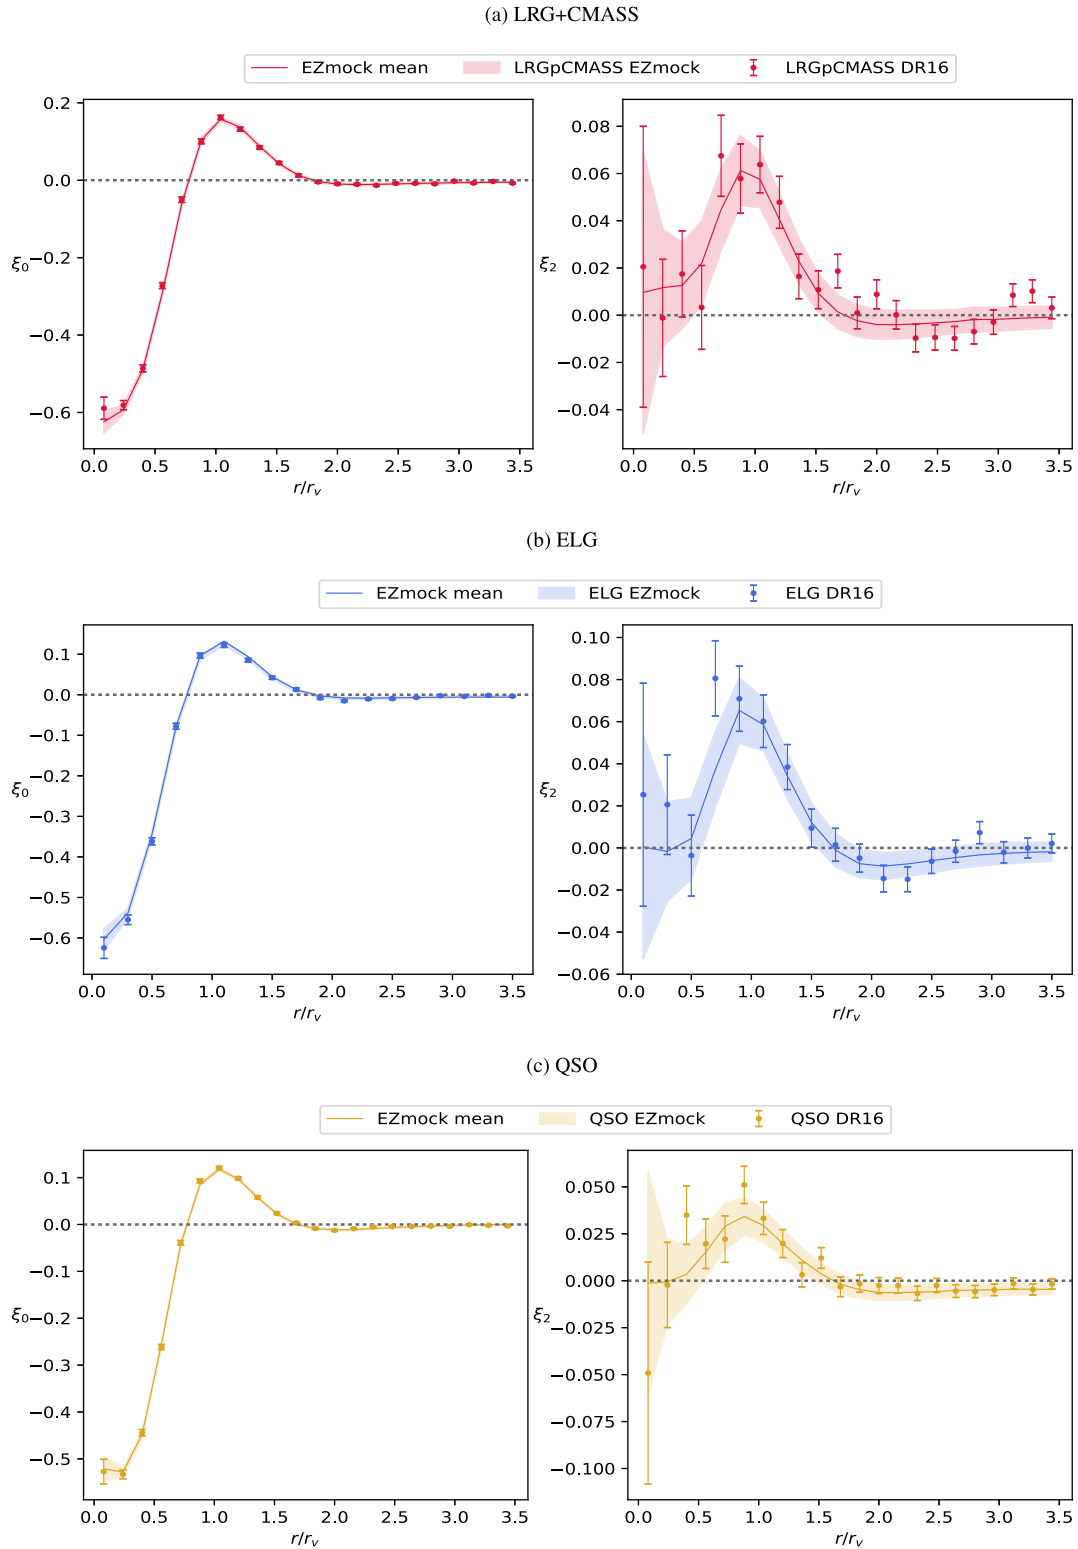 (a) LRG+CMASS
EZmock mean LRGpCMASS EZmock LRGpCMASS DR16
0.2
0.0
−0.2
−0.4
−0.6
ξ0
0.0 0.5 1.0 1.5 2.0 2.5 3.0 3.5
r/rv
0.08
0.06
0.04
0.02
0.00
−0.02
−0.04
ξ2
0.0 0.5 1.0 1.5 2.0 2.5 3.0 3.5
r/rv
(b) ELG
EZmock mean ELG EZmock ELG DR16
0.1
0.0
−0.1
−0.2
−0.3
−0.4
−0.5
−0.6
ξ0
0.0 0.5 1.0 1.5 2.0 2.5 3.0 3.5
r/rv
0.10
0.08
0.06
0.04
0.02
0.00
−0.02
−0.04
−0.06
ξ2
0.0 0.5 1.0 1.5 2.0 2.5 3.0 3.5
r/rv
(c) QSO
EZmock mean QSO EZmock QSO DR16
0.1
0.0
−0.1
−0.2
−0.3
−0.4
−0.5
ξ0
0.0 0.5 1.0 1.5 2.0 2.5 3.0 3.5
r/rv
0.050
0.025
0.000
−0.025
−0.050
−0.075
−0.100
ξ2
0.0 0.5 1.0 1.5 2.0 2.5 3.0 3.5
r/rv